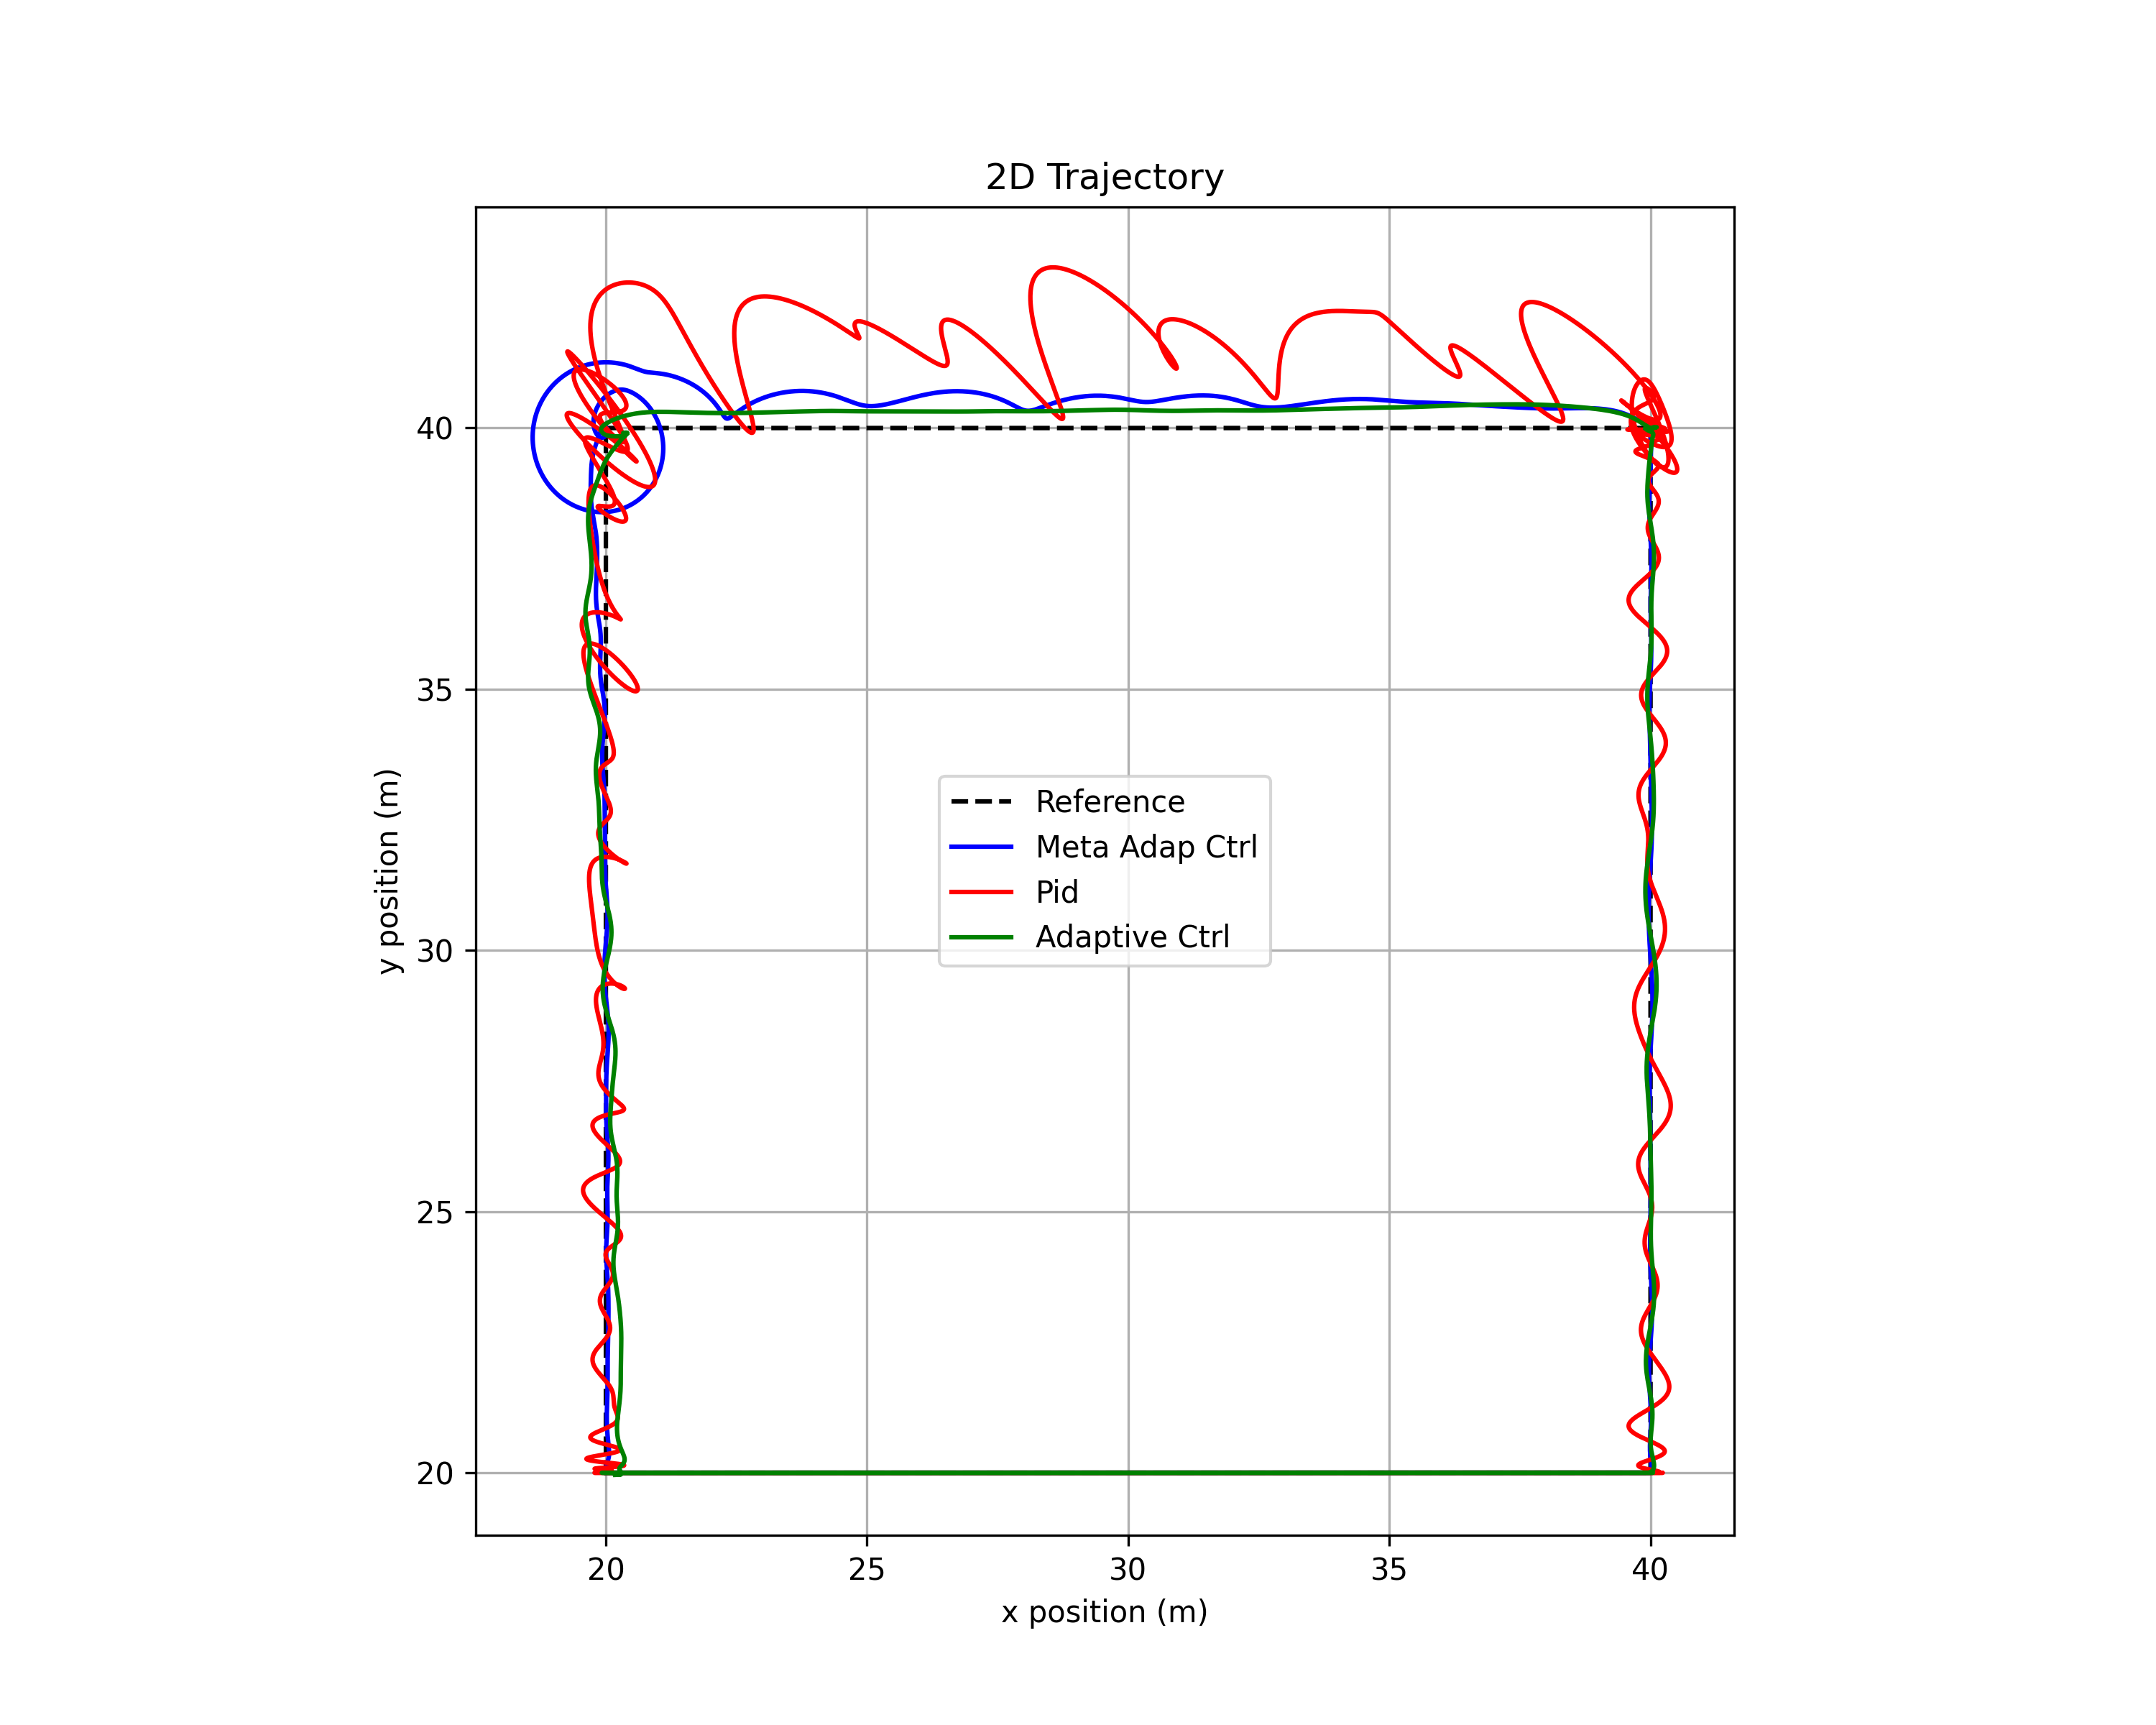 2D Trajectory
y position (m)
40
35
30
25
20
Reference
Meta Adap Ctrl
Pid
Adaptive Ctrl
20 25 30 35 40
x position (m)